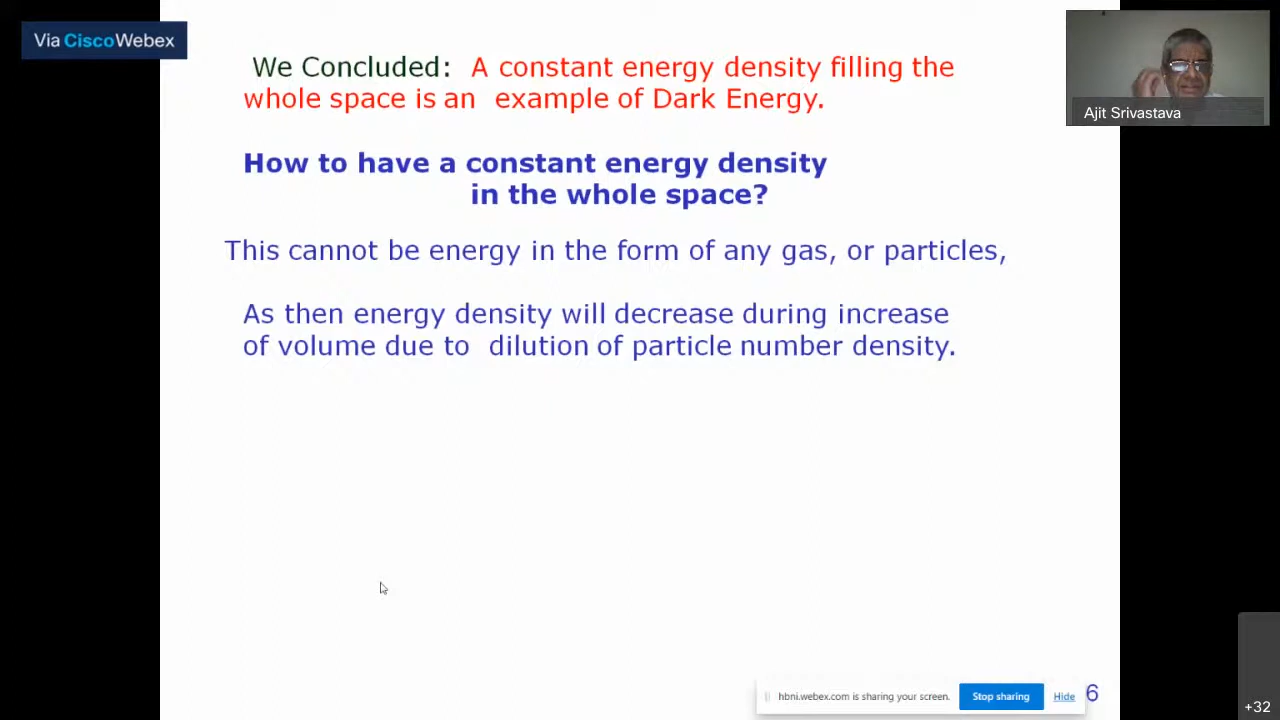 Via Cisco Webex
We Concluded: A constant energy density filling the
whole space is an example of Dark Energy.
Ajit Srivastava
How to have a constant energy density
in the whole space?
This cannot be energy in the form of any gas, or particles,
As then energy density will decrease during increase
of volume due to dilution of particle number density.
hbni.webex.com is sharing your screen. Stop sharing Hide 6
+32